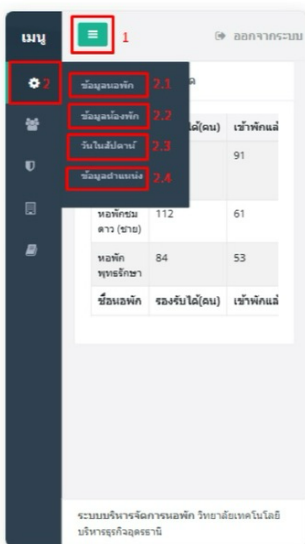 เมนู 1 ออกจากระบบ
2
ข้อมูลหอพัก 2.1
ข้อมูลห้องพัก 2.2
วันในสัปดาห์ 2.3
ข้อมูลตำแหน่ง 2.4
ได้(คน) เข้าพักแล้
91
หอพักชม
ดาว (ชาย) 112 61
หอพัก
พุทธรักษา 84 53
ชื่อหอพัก รองรับได้(คน) เข้าพักแล้
ระบบบริหารจัดการหอพัก วิทยาลัยเทคโนโลยี
บริหารธุรกิจอุดรธานี